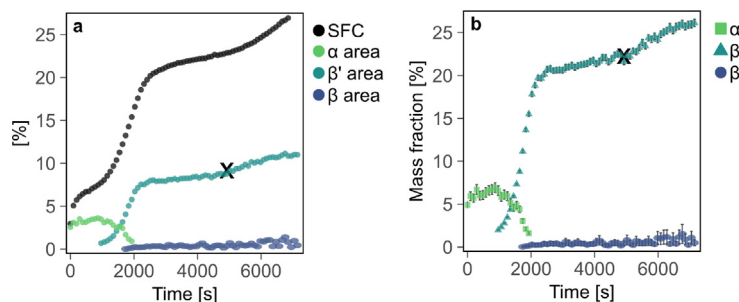 a
SFC
α area
β' area
β area
X
[%]
25
20
15
10
5
0
0
2000
4000
6000
Time [s]
b
α
β
β
X
Mass fraction [%]
25
20
15
10
5
0
0
2000
4000
6000
Time [s]